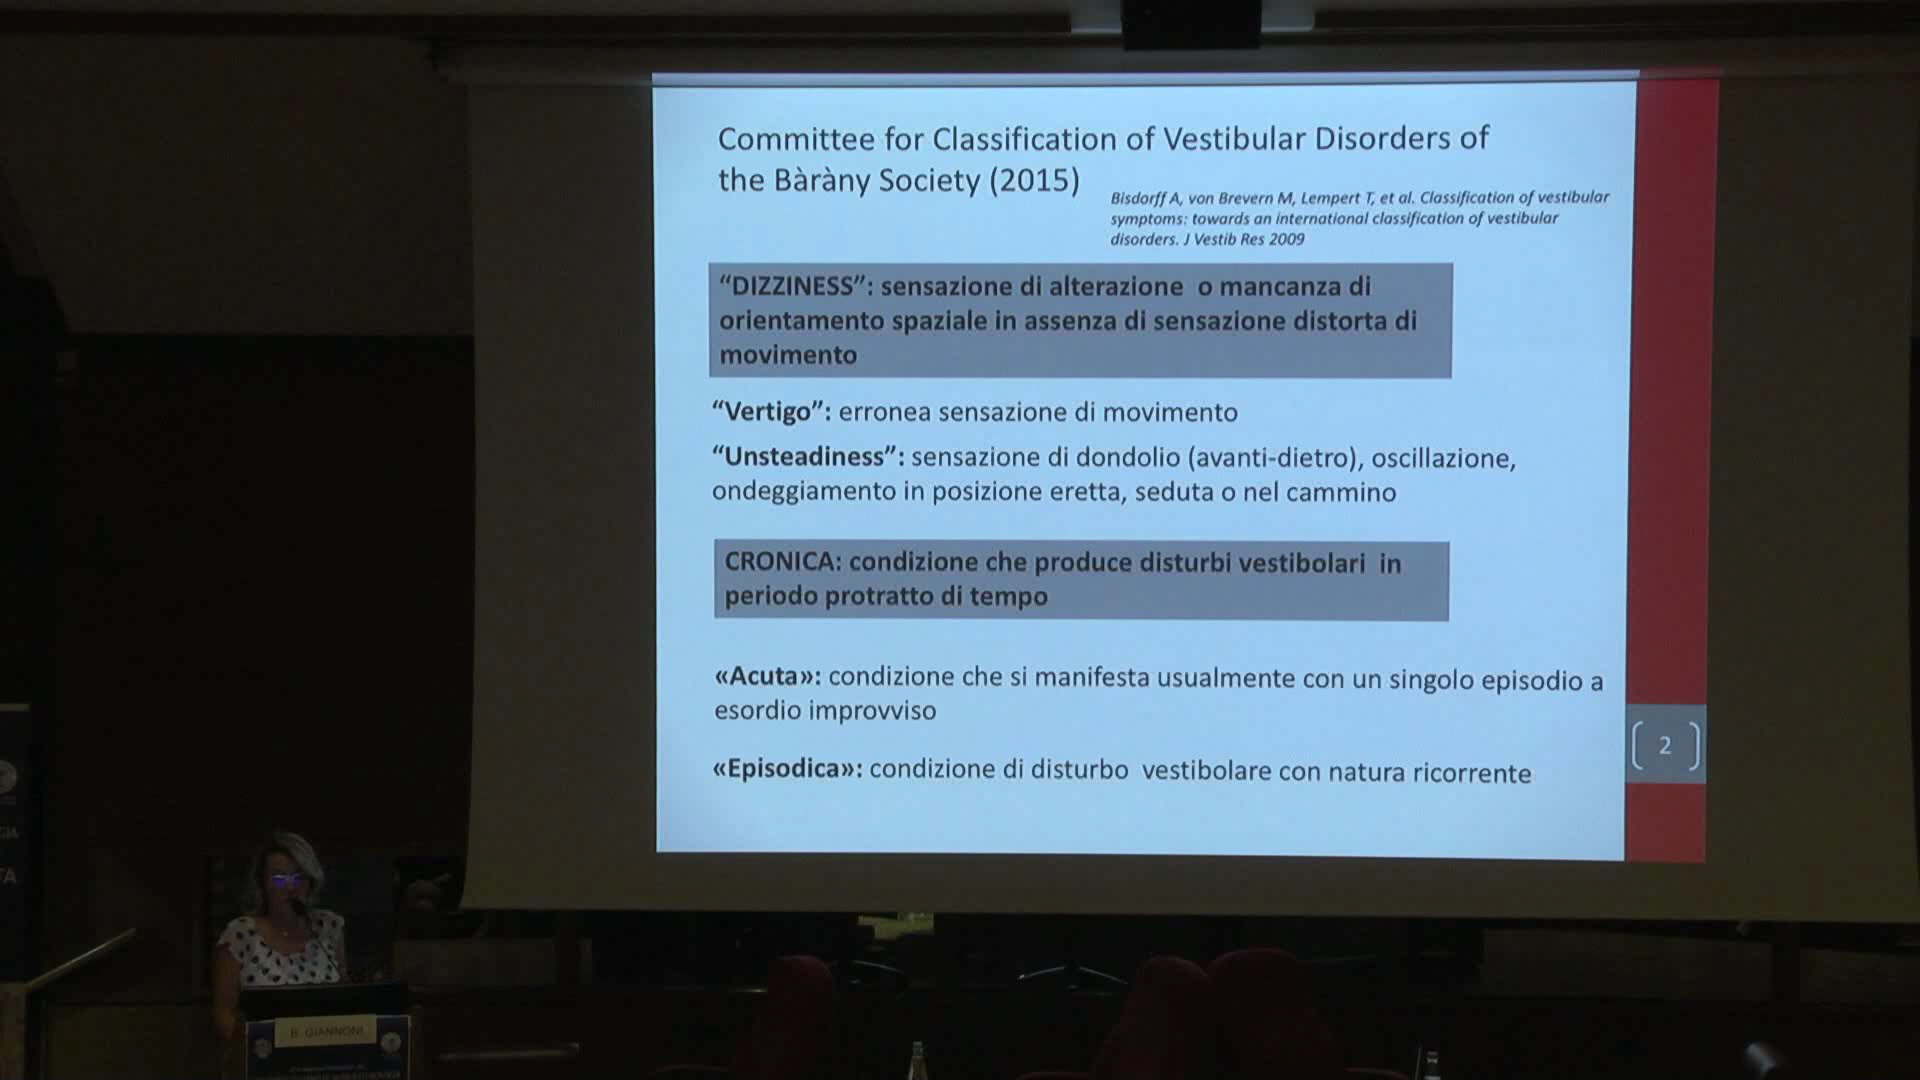 Committee for Classification of Vestibular Disorders of
the Bàràny Society (2015)
Bisdorff A, von Brevern M, Lempert T, et al. Classification of vestibular
symptoms: towards an international classification of vestibular
disorders. J Vestib Res 2009
“DIZZINESS”: sensazione di alterazione o mancanza di
orientamento spaziale in assenza di sensazione distorta di
movimento
“Vertigo”: erronea sensazione di movimento
“Unsteadiness”: sensazione di dondolio (avanti-dietro), oscillazione,
ondeggiamento in posizione eretta, seduta o nel cammino
CRONICA: condizione che produce disturbi vestibolari in
periodo protratto di tempo
«Acuta»: condizione che si manifesta usualmente con un singolo episodio a
esordio improvviso
2
«Episodica»: condizione di disturbo vestibolare con natura ricorrente
GIA
TA
B. GIANNONI